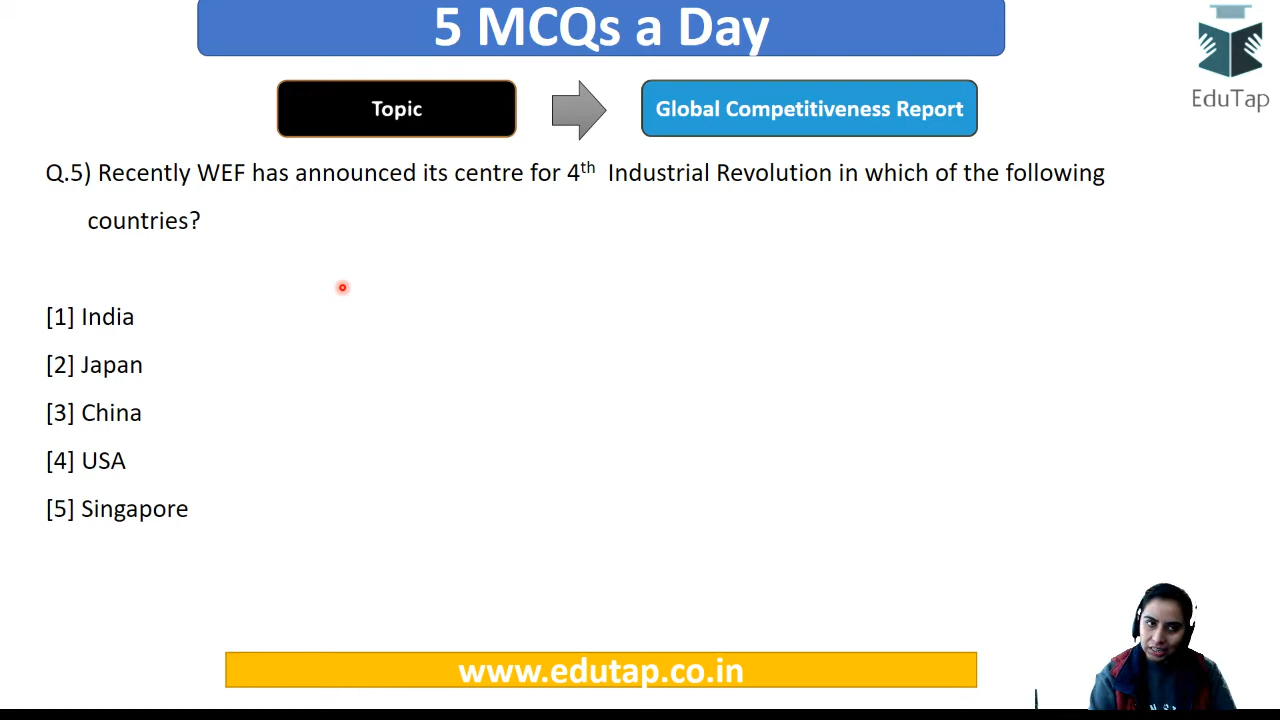 5 MCQs a Day
EduTap
Topic
Global Competitiveness Report
Q.5) Recently WEF has announced its centre for 4th Industrial Revolution in which of the following
countries?
[1] India
[2] Japan
[3] China
[4] USA
[5] Singapore
www.edutap.co.in